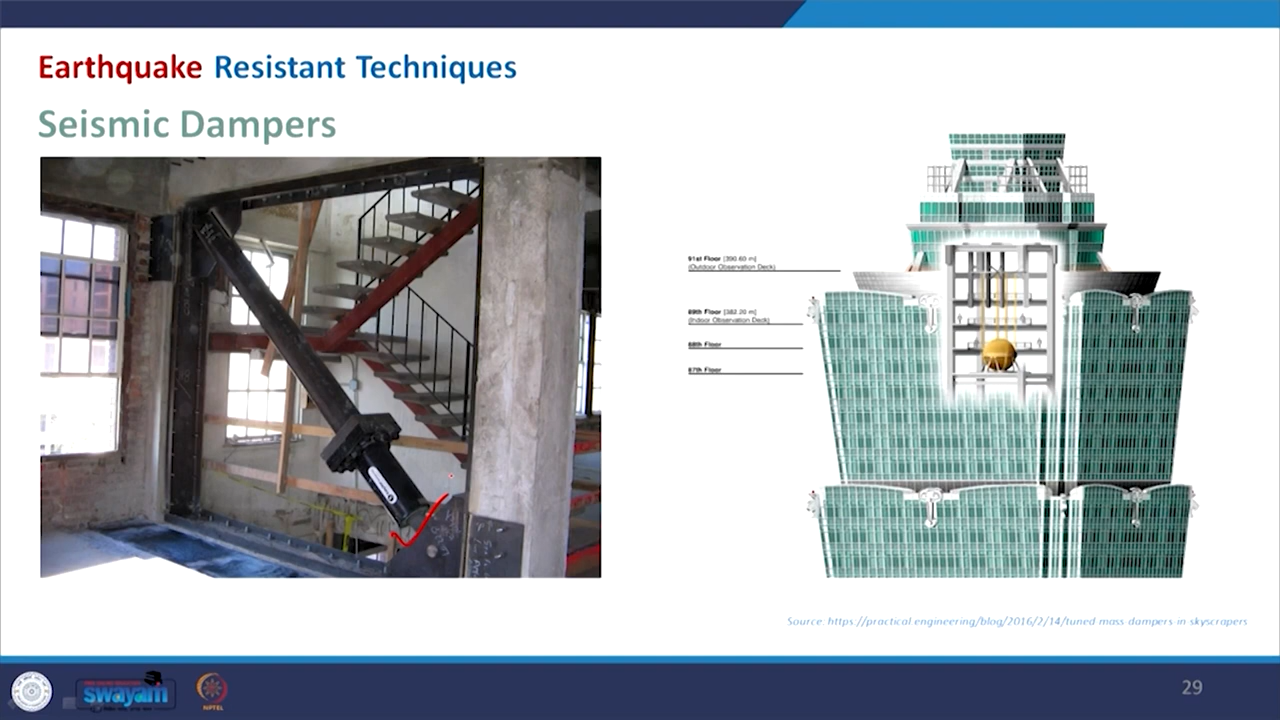 Earthquake Resistant Techniques
Seismic Dampers
91st Floor [390.60 m]
(Outdoor Observation Deck)
89th Floor [382.20 m]
(Indoor Observation Deck)
88th Floor
87th Floor
Source: https://practical.engineering/blog/2016/2/14/tuned-mass-dampers-in-skyscrapers
swayam
NPTEL
29